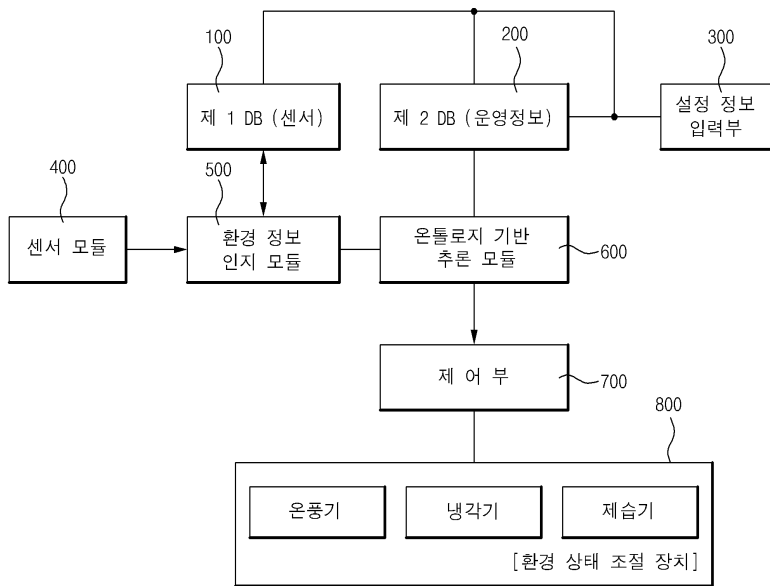 100
200
300
제 1 DB (센서)
제 2 DB (운영정보)
설정 정보
입력부
400
500
센서 모듈
환경 정보
인지 모듈
온톨로지 기반
추론 모듈
600
제 어 부
700
800
온풍기
냉각기
제습기
[환경 상태 조절 장치]